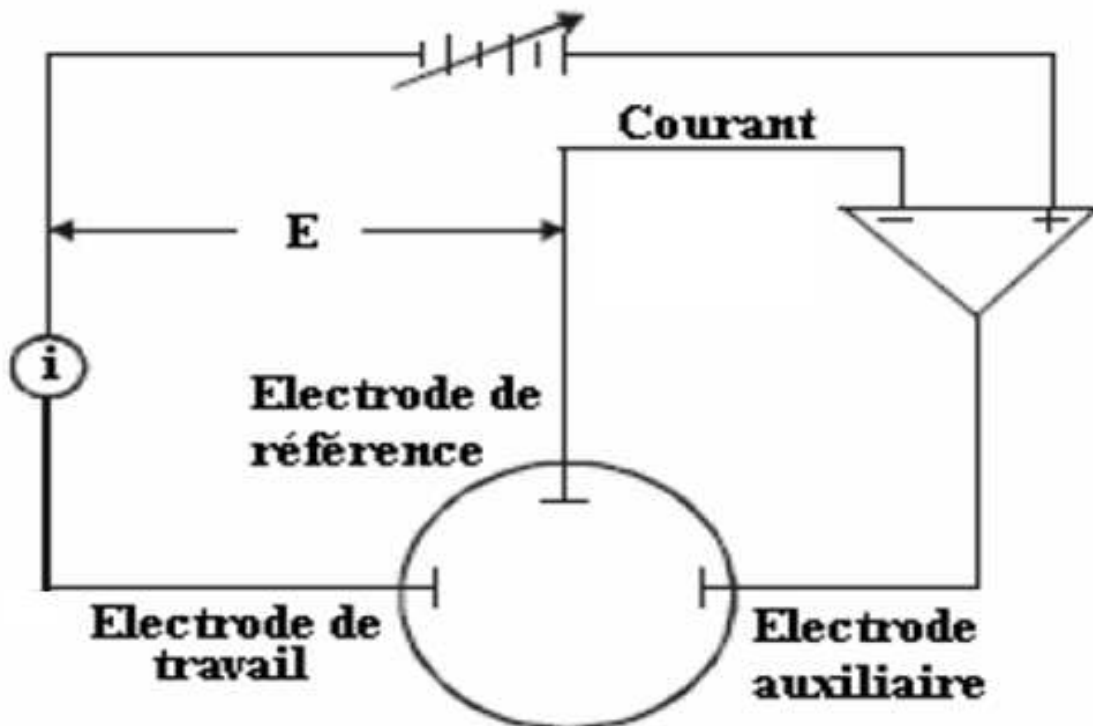 Courant
− +
E
i
Electrode de
référence
Electrode de
travail
Electrode
auxiliaire